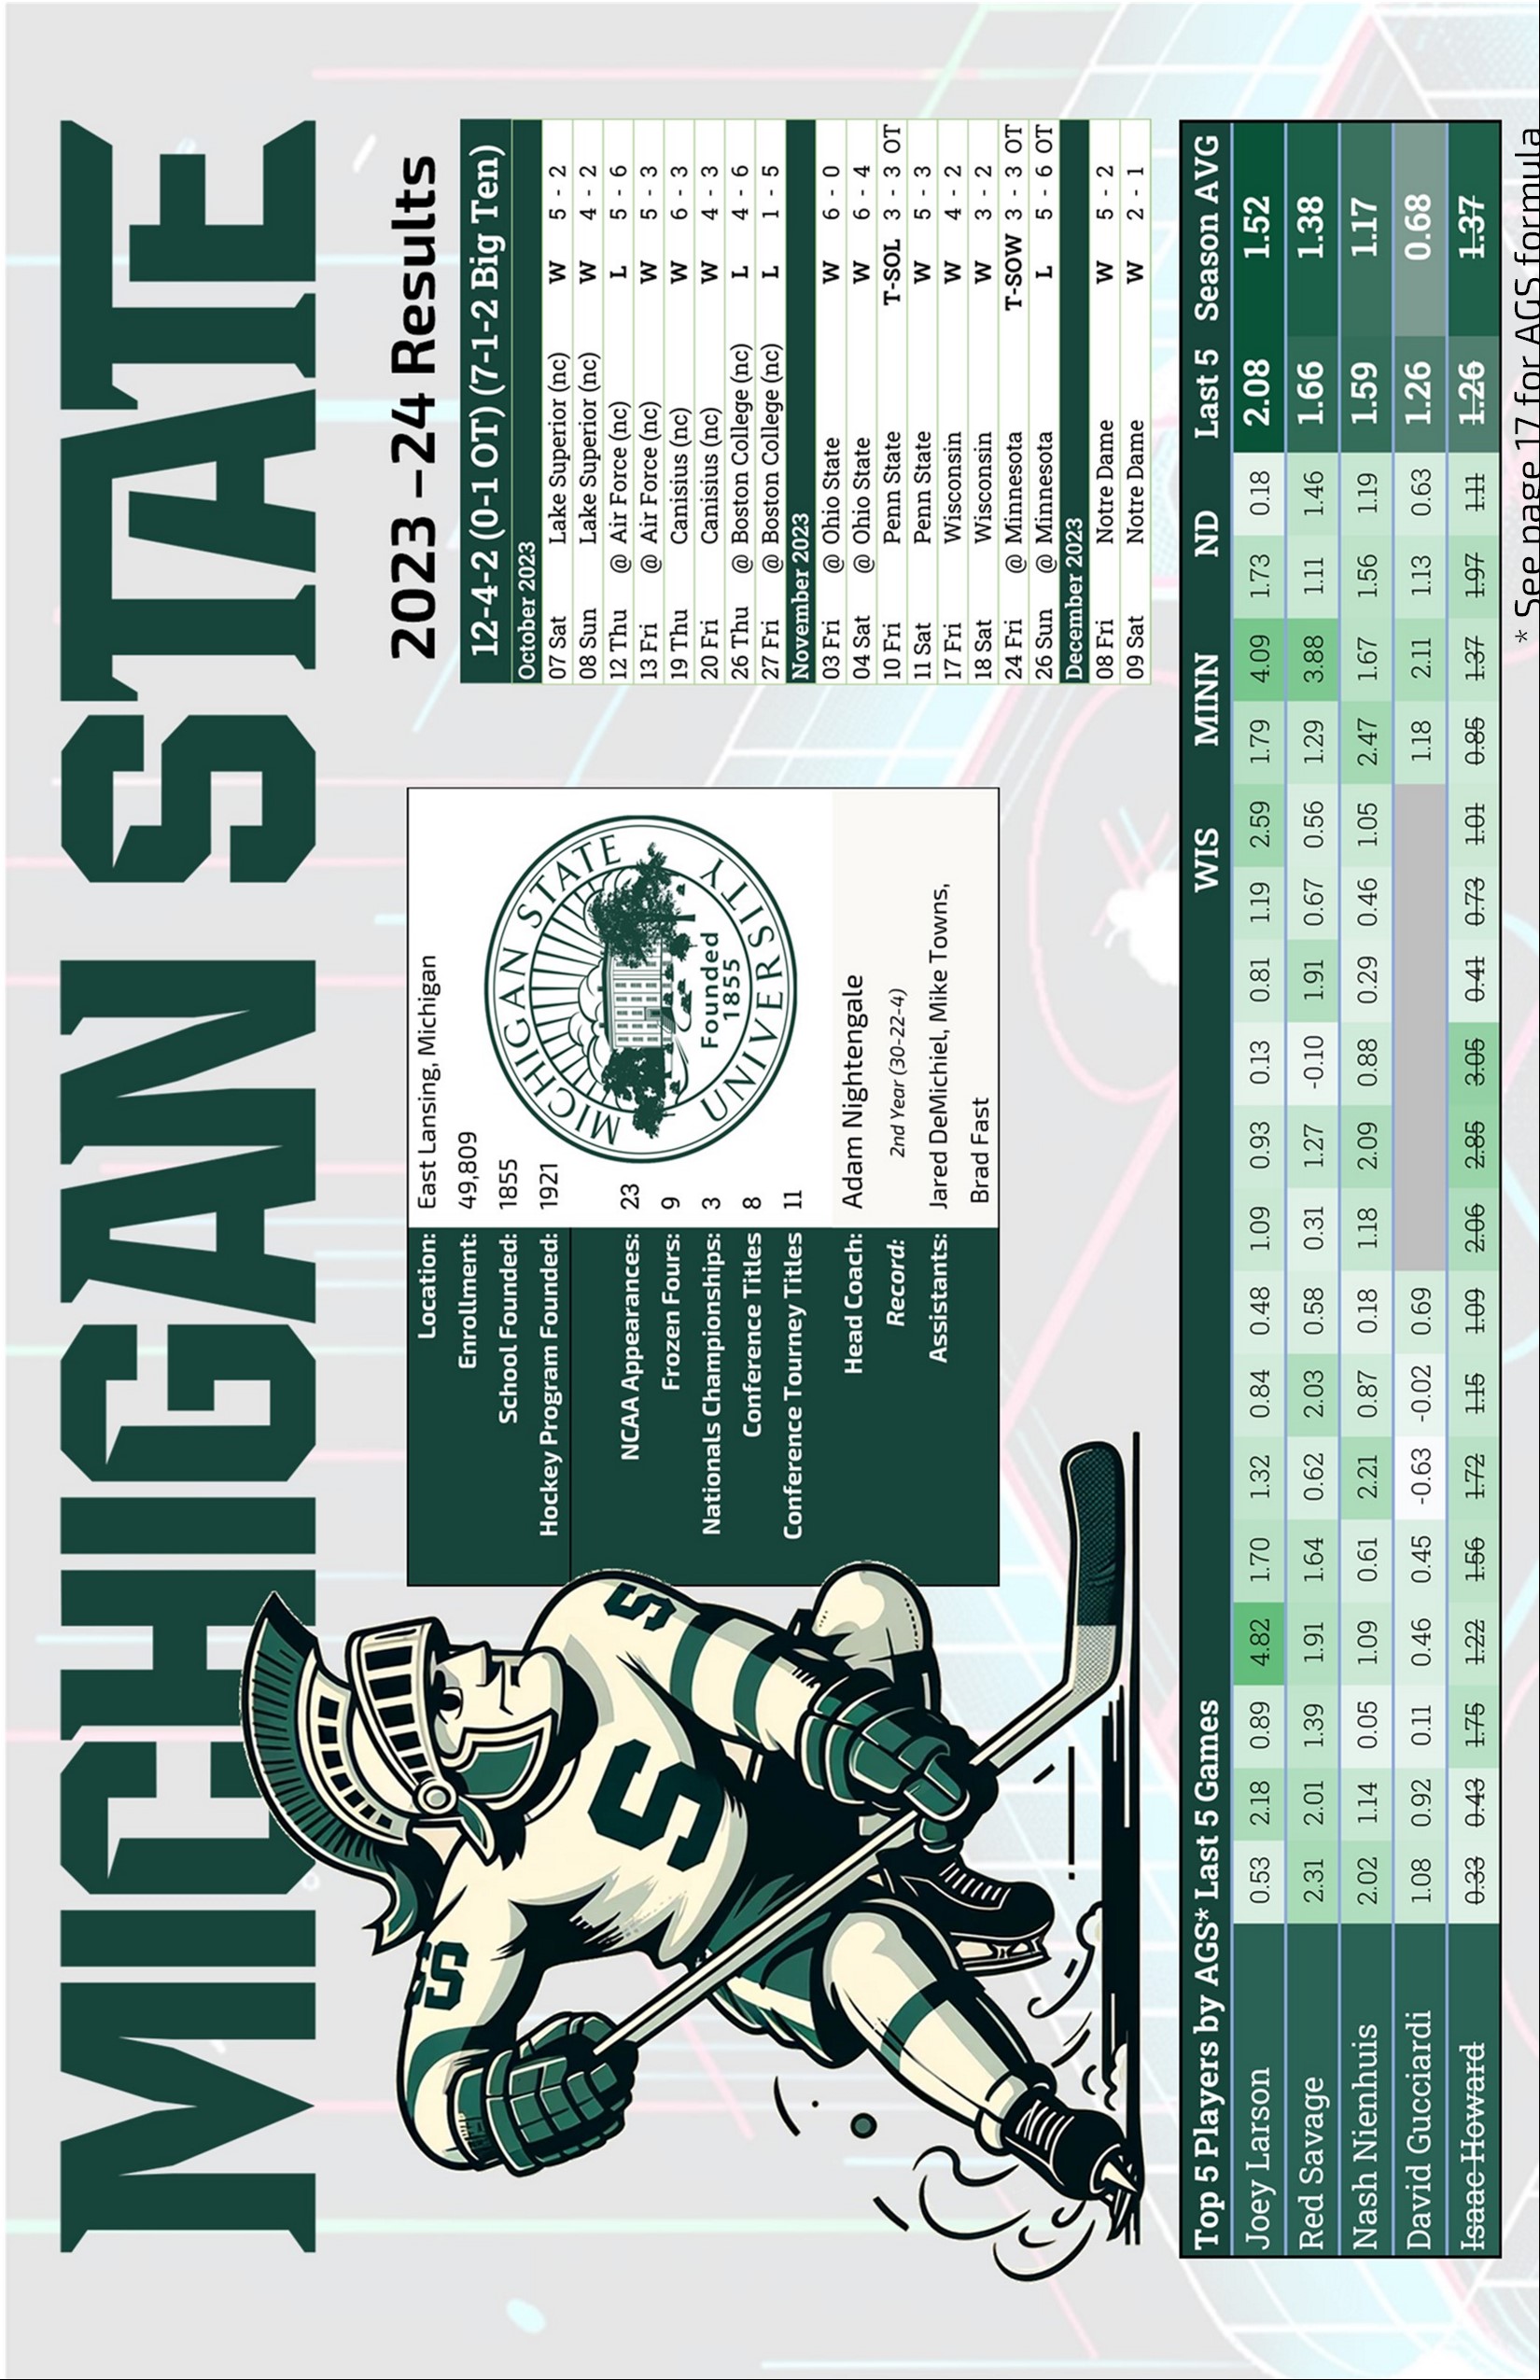 MICHIGAN STATE
Location: East Lansing, Michigan
Enrollment: 49,809
School Founded: 1855
Hockey Program Founded: 1921
NCAA Appearances: 23
Frozen Fours: 9
Nationals Championships: 3
Conference Titles 8
Conference Tourney Titles 11
Head Coach: Adam Nightengale
Record: 2nd Year (30-22-4)
Assistants: Jared DeMichiel, Mike Towns,
Brad Fast
MICHIGAN STATE
UNIVERSITY
Founded
1855
S
S
S
2023 –24 Results
12-4-2 (0-1 OT) (7-1-2 Big Ten)
October 2023
07 Sat Lake Superior (nc) W 5 - 2
08 Sun Lake Superior (nc) W 4 - 2
12 Thu @ Air Force (nc) L 5 - 6
13 Fri @ Air Force (nc) W 5 - 3
19 Thu Canisius (nc) W 6 - 3
20 Fri Canisius (nc) W 4 - 3
26 Thu @ Boston College (nc) L 4 - 6
27 Fri @ Boston College (nc) L 1 - 5
November 2023
03 Fri @ Ohio State W 6 - 0
04 Sat @ Ohio State W 6 - 4
10 Fri Penn State T-SOL 3 - 3 OT
11 Sat Penn State W 5 - 3
17 Fri Wisconsin W 4 - 2
18 Sat Wisconsin W 3 - 2
24 Fri @ Minnesota T-SOW 3 - 3 OT
26 Sun @ Minnesota L 5 - 6 OT
December 2023
08 Fri Notre Dame W 5 - 2
09 Sat Notre Dame W 2 - 1
Top 5 Players by AGS* Last 5 Games WIS MINN ND Last 5 Season AVG
Joey Larson 0.53 2.18 0.89 4.82 1.70 1.32 0.84 0.48 1.09 0.93 0.13 0.81 1.19 2.59 1.79 4.09 1.73 0.18 2.08 1.52
Red Savage 2.31 2.01 1.39 1.91 1.64 0.62 2.03 0.58 0.31 1.27 -0.10 1.91 0.67 0.56 1.29 3.88 1.11 1.46 1.66 1.38
Nash Nienhuis 2.02 1.14 0.05 1.09 0.61 2.21 0.87 0.18 1.18 2.09 0.88 0.29 0.46 1.05 2.47 1.67 1.56 1.19 1.59 1.17
David Gucciardi 1.08 0.92 0.11 0.46 0.45 -0.63 -0.02 0.69 1.18 2.11 1.13 0.63 1.26 0.68
Isaac Howard 0.33 0.43 1.75 1.22 1.56 1.72 1.15 1.09 2.06 2.85 3.05 0.41 0.73 1.01 0.85 1.37 1.97 1.11 1.26 1.37
* See page 17 for AGS formula